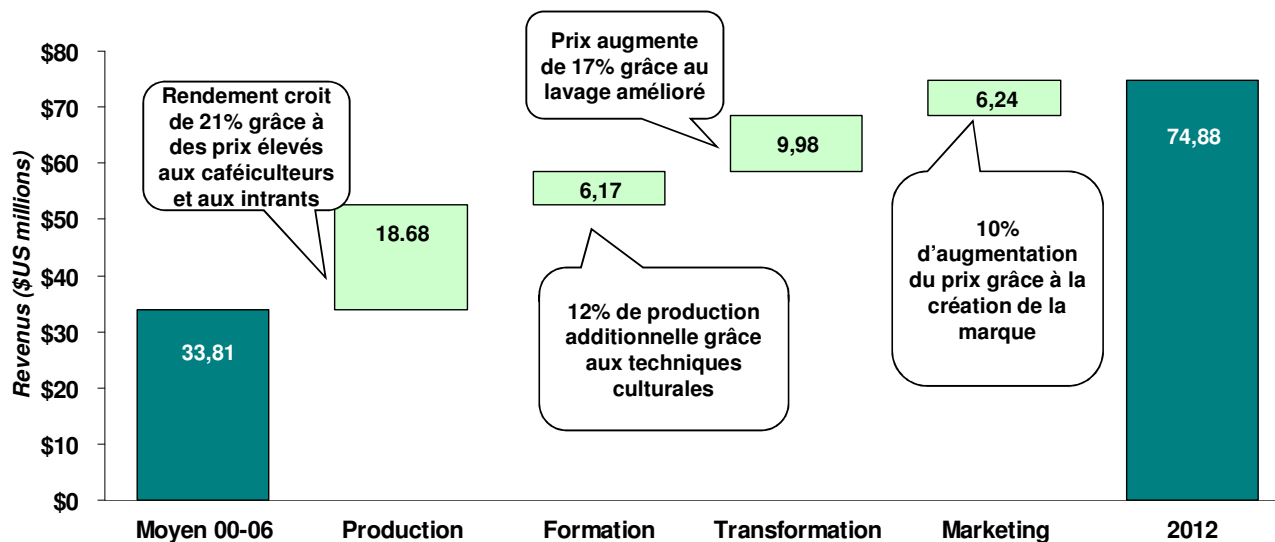 Revenus ($US millions)
$80
$70
$60
$50
$40
$30
$20
$10
$0
Rendement croit
de 21% grâce à
des prix élevés
aux caféiculteurs
et aux intrants
Prix augmente
de 17% grâce au
lavage amélioré
12% de production
additionnelle grâce
aux techniques
culturales
10%
d’augmentation
du prix grâce à la
création de la
marque
33,81
18.68
6,17
9,98
6,24
74,88
Moyen 00-06
Production
Formation
Transformation
Marketing
2012